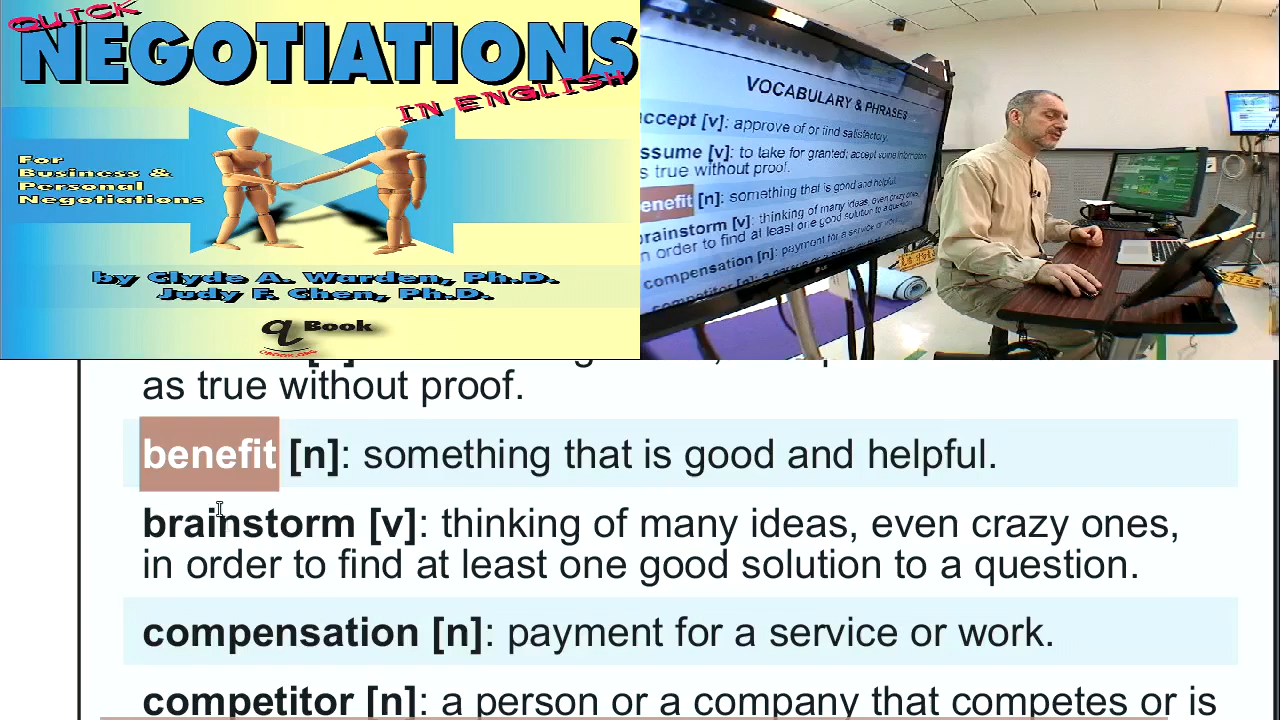 QUICK
NEGOTIATIONS
IN ENGLISH
For
Business &
Personal
Negotiations
by Clyde A. Warden, Ph.D.
Judy F. Chen, Ph.D.
q Book
VOCABULARY & PHRASES
accept [v]: approve of or find satisfactory.
ssume [v]: to take for granted; accept some information
as true without proof.
enefit [n]: something that is good and helpful.
brainstorm [v]: thinking of many ideas, even crazy ones,
in order to find at least one good solution to a question.
compensation [n]: payment for a service or work.
as true without proof.
benefit [n]: something that is good and helpful.
brainstorm [v]: thinking of many ideas, even crazy ones,
in order to find at least one good solution to a question.
compensation [n]: payment for a service or work.
competitor [n]: a person or a company that competes or is